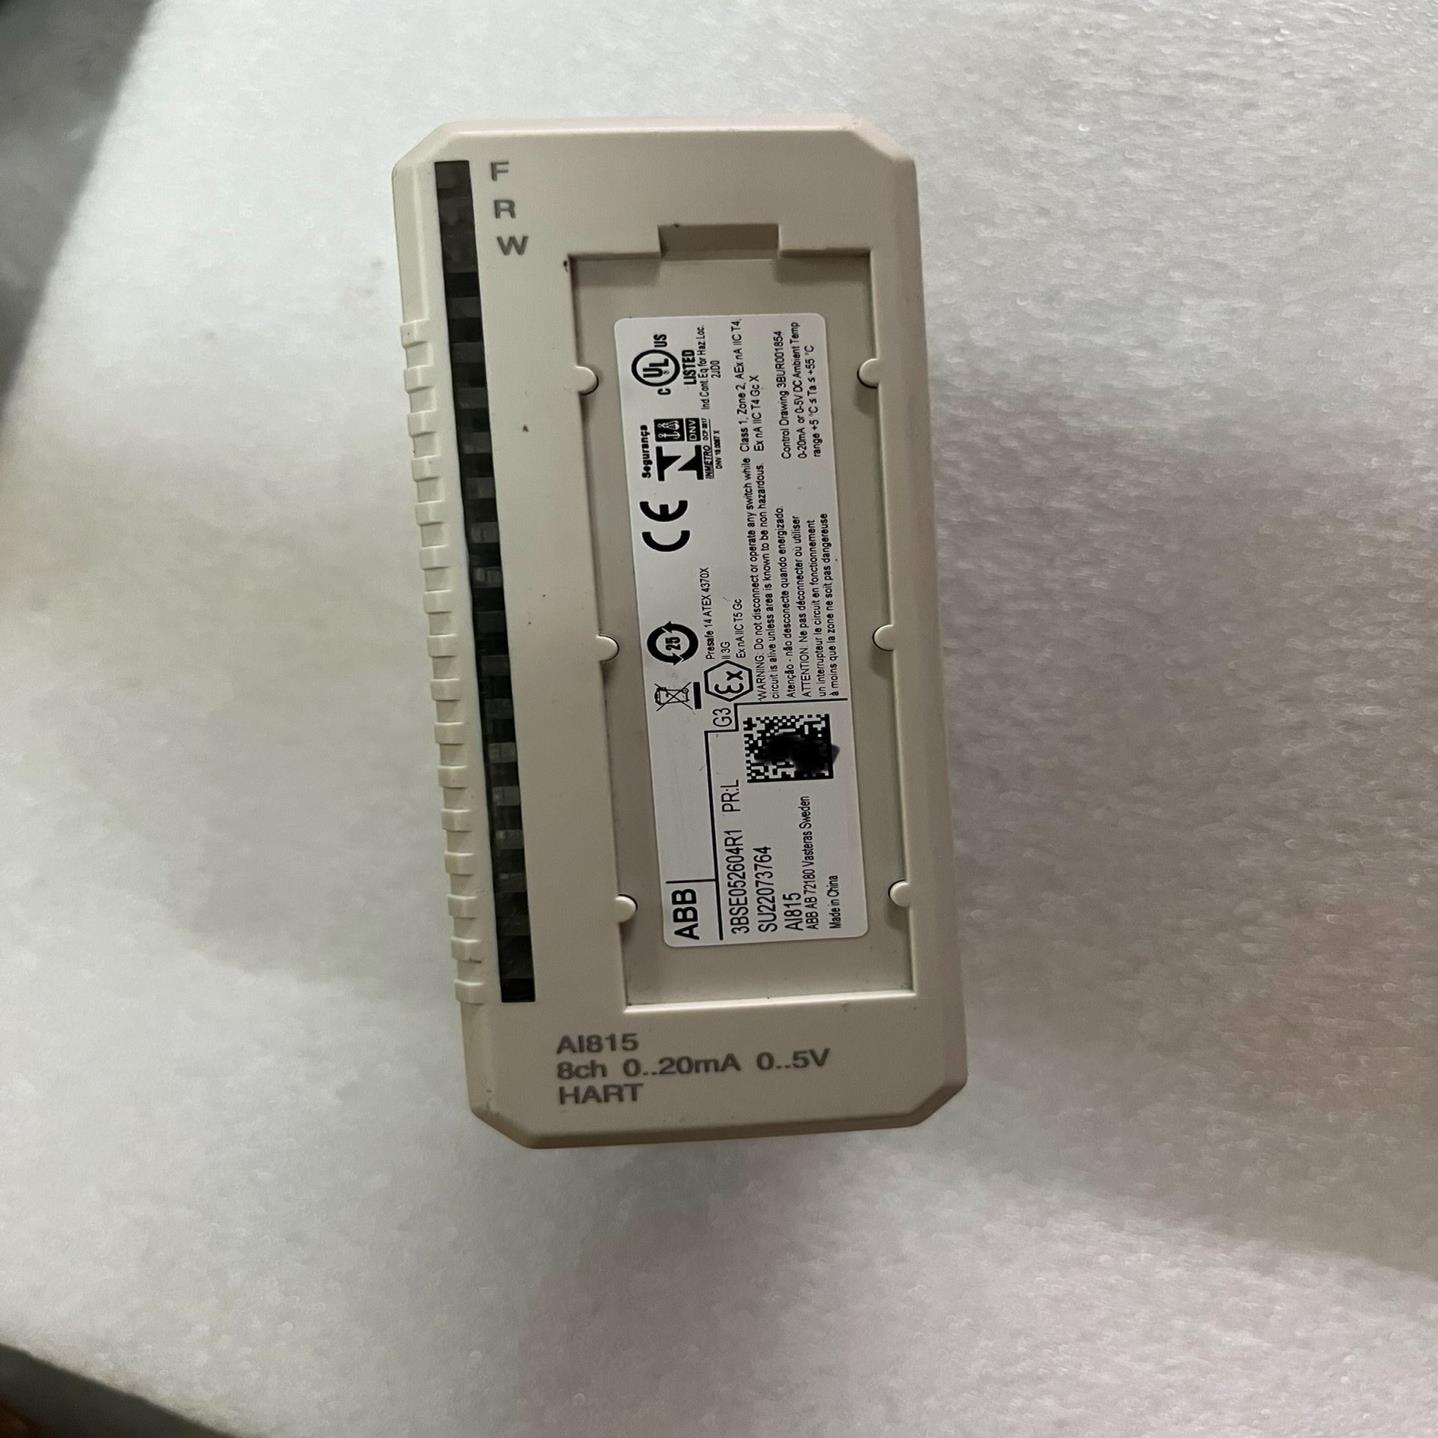 F
R
W
ABB
3BSE052604R1 PR:L
SU22073764
AI815
ABB AB 72180 Vasteras Sweden
Made in China
G3
25
Presafe 14 ATEX 4370X
Ex
II 3G
Ex nA IIC T5 Gc
CE
Segurança
INMETRO
DNV
C UL US
LISTED
Ind.Cont.Eq.for Haz.Loc.
2JD0
WARNING: Do not disconnect or operate any switch while
circuit is alive unless area is known to be non hazardous.
Atenção - não desconecte quando energizado.
ATTENTION: Ne pas déconnecter où utiliser
un interrupteur le circuit en fonctionnement
à moins que la zone ne soit pas dangereuse
Class 1, Zone 2, AEx nA IIC T4,
Ex nA IIC T4 Gc X
Control Drawing 3BUR001854
0-20mA or 0-5V DC Ambient Temp
range +5 °C ≤ Ta ≤ +55 °C
AI815
8ch 0..20mA 0..5V
HART